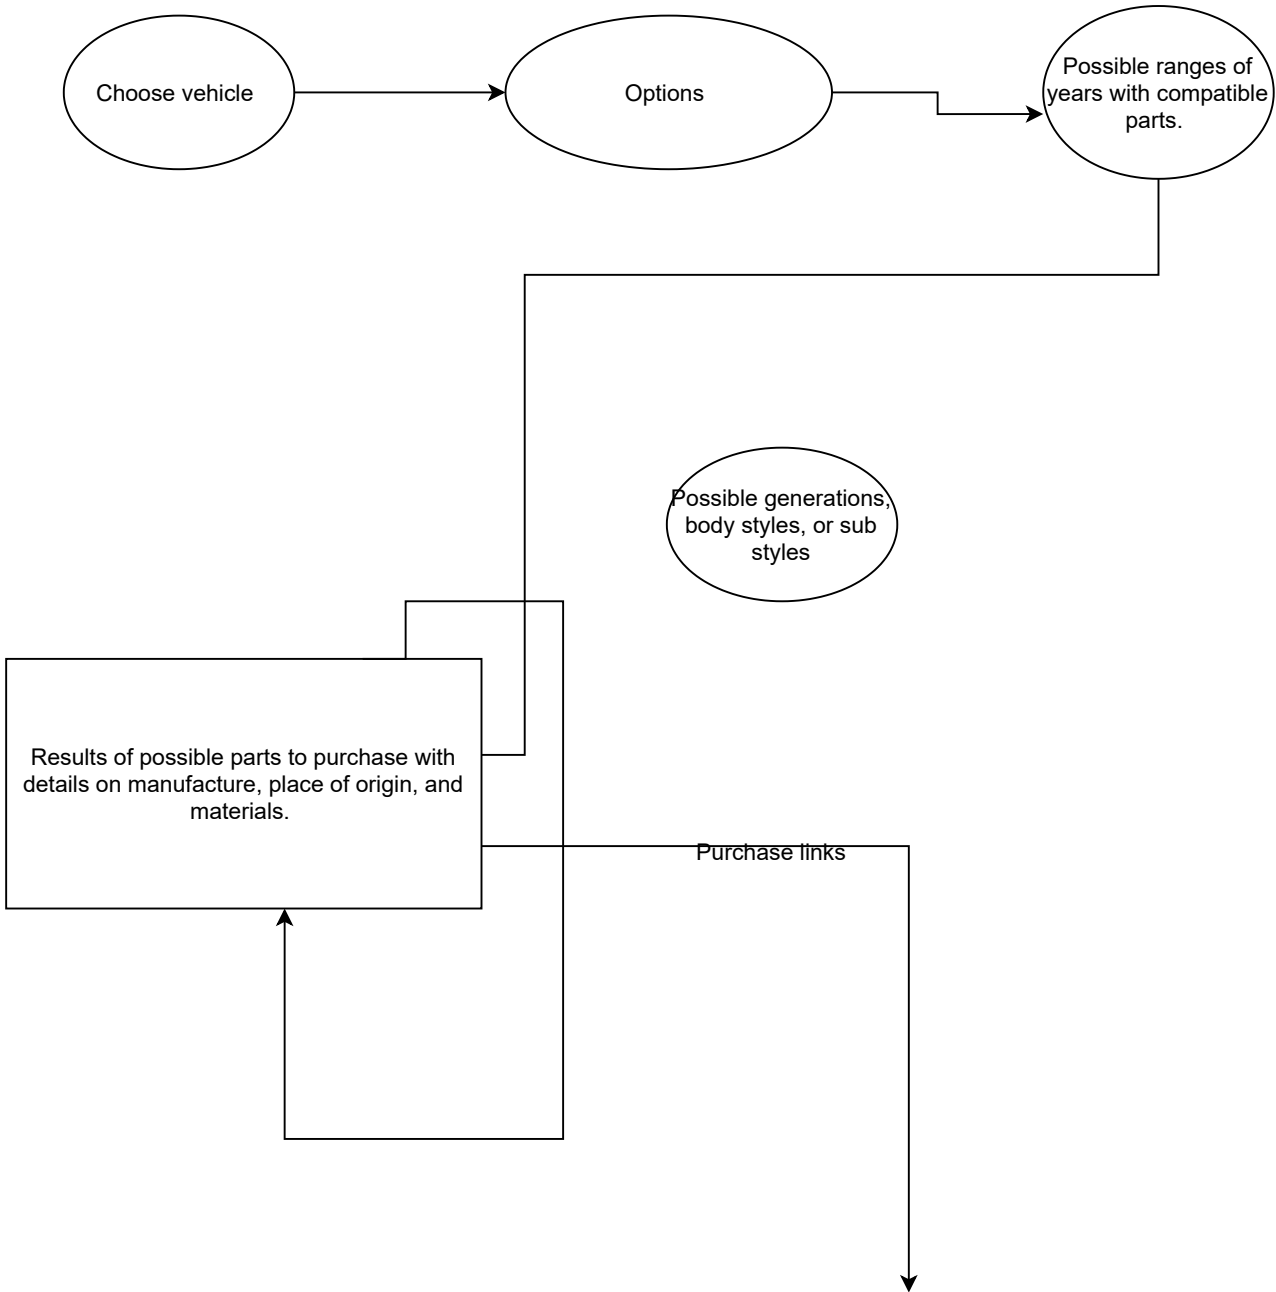 Choose vehicle
Options
Possible ranges of
years with compatible
parts.
Possible generations,
body styles, or sub
styles
Results of possible parts to purchase with
details on manufacture, place of origin, and
materials.
Purchase links